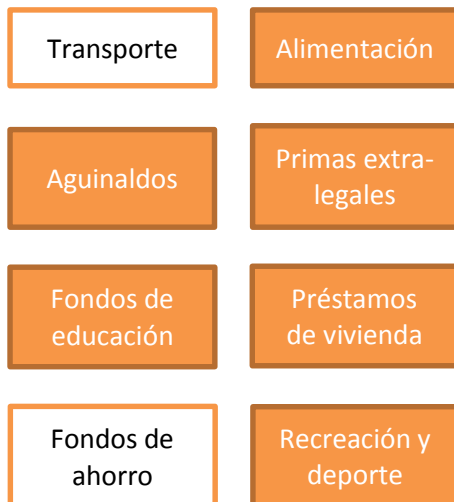 Transporte
Alimentación
Aguinaldos
Primas extra-
legales
Fondos de
educación
Préstamos
de vivienda
Fondos de
ahorro
Recreación y
deporte